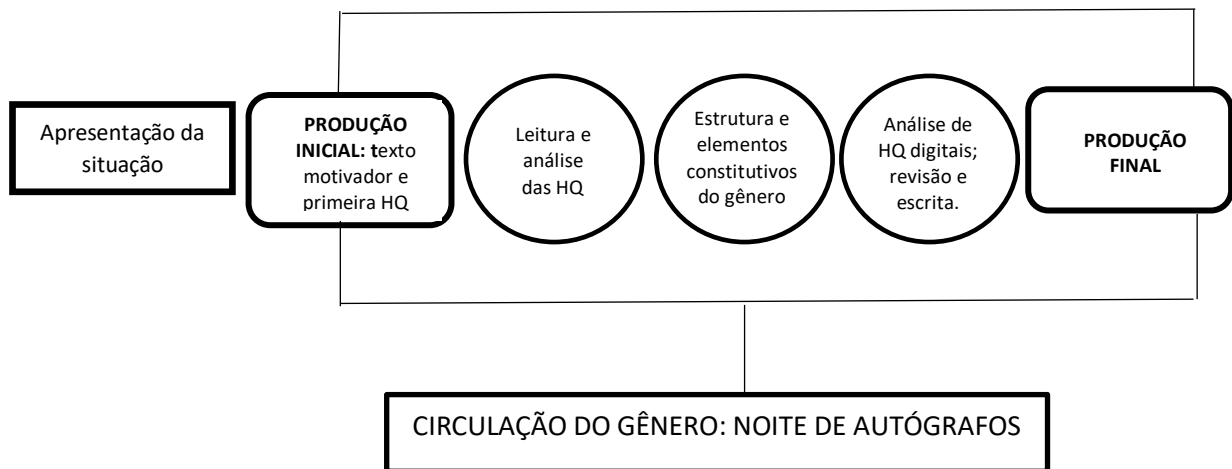 Apresentação da
situação
PRODUÇÃO
INICIAL: texto
motivador e
primeira HQ
Leitura e
análise
das HQ
Estrutura e
elementos
constitutivos
do gênero
Análise de
HQ digitais;
revisão e
escrita.
PRODUÇÃO
FINAL
CIRCULAÇÃO DO GÊNERO: NOITE DE AUTÓGRAFOS